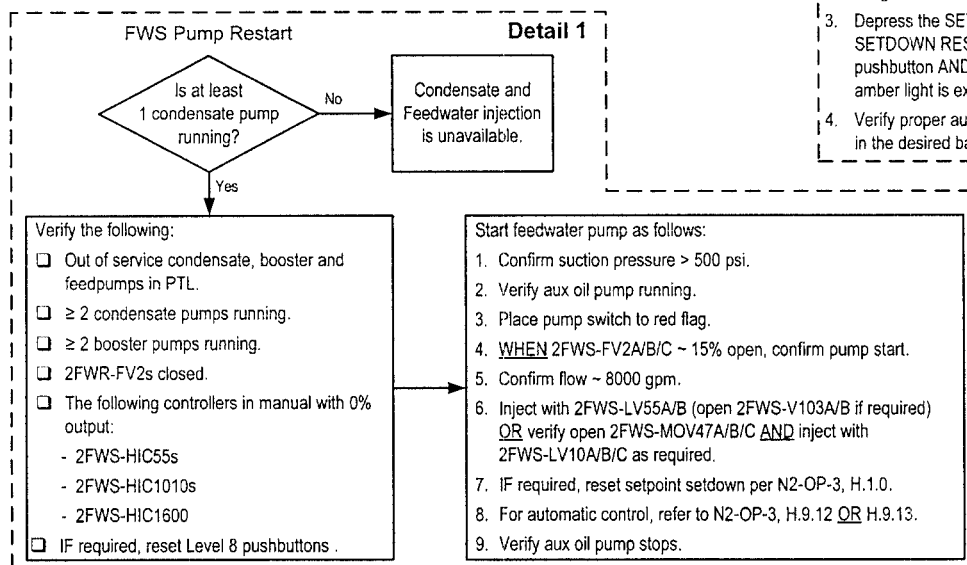 FWS Pump Restart
Detail 1
Is at least
1 condensate pump
running?
No
Condensate and
Feedwater injection
is unavailable.
Yes
Verify the following:
❑ Out of service condensate, booster and
feedpumps in PTL.
❑ ≥ 2 condensate pumps running.
❑ ≥ 2 booster pumps running.
❑ 2FWR-FV2s closed.
❑ The following controllers in manual with 0%
output:
- 2FWS-HIC55s
- 2FWS-HIC1010s
- 2FWS-HIC1600
❑ IF required, reset Level 8 pushbuttons .
Start feedwater pump as follows:
1. Confirm suction pressure > 500 psi.
2. Verify aux oil pump running.
3. Place pump switch to red flag.
4. WHEN 2FWS-FV2A/B/C ~ 15% open, confirm pump start.
5. Confirm flow ~ 8000 gpm.
6. Inject with 2FWS-LV55A/B (open 2FWS-V103A/B if required)
OR verify open 2FWS-MOV47A/B/C AND inject with
2FWS-LV10A/B/C as required.
7. IF required, reset setpoint setdown per N2-OP-3, H.1.0.
8. For automatic control, refer to N2-OP-3, H.9.12 OR H.9.13.
9. Verify aux oil pump stops.
3. Depress the
SETDOWN
pushbutton AND
amber light is
4. Verify proper
in the desired